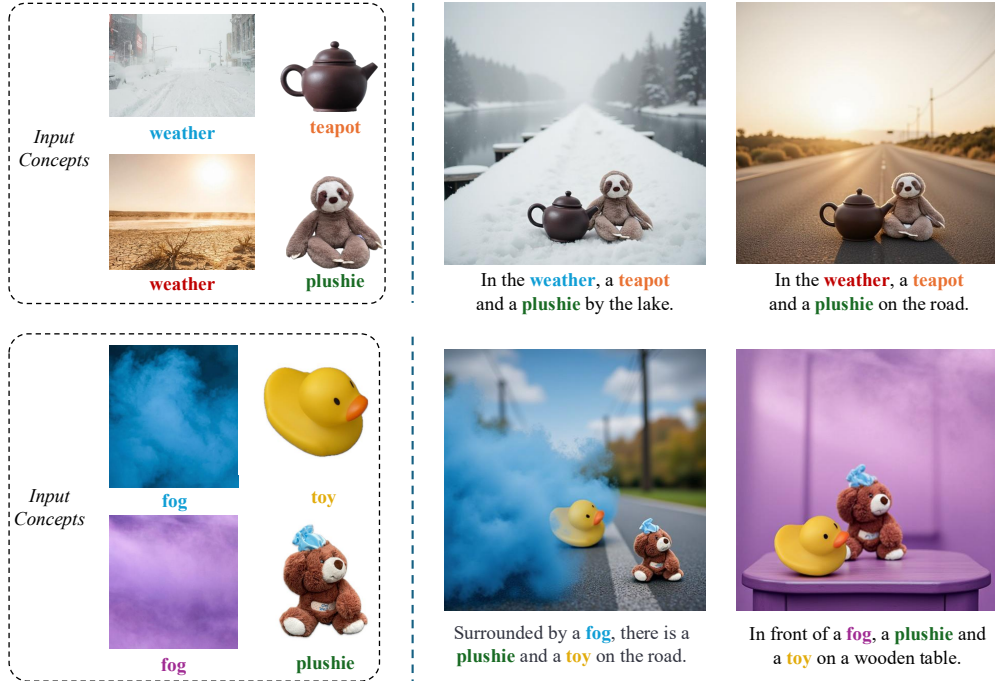 Input
Concepts
weather
teapot
weather
plushie
In the weather, a teapot
and a plushie by the lake.
In the weather, a teapot
and a plushie on the road.
Input
Concepts
fog
toy
fog
plushie
Surrounded by a fog, there is a
plushie and a toy on the road.
In front of a fog, a plushie and
a toy on a wooden table.